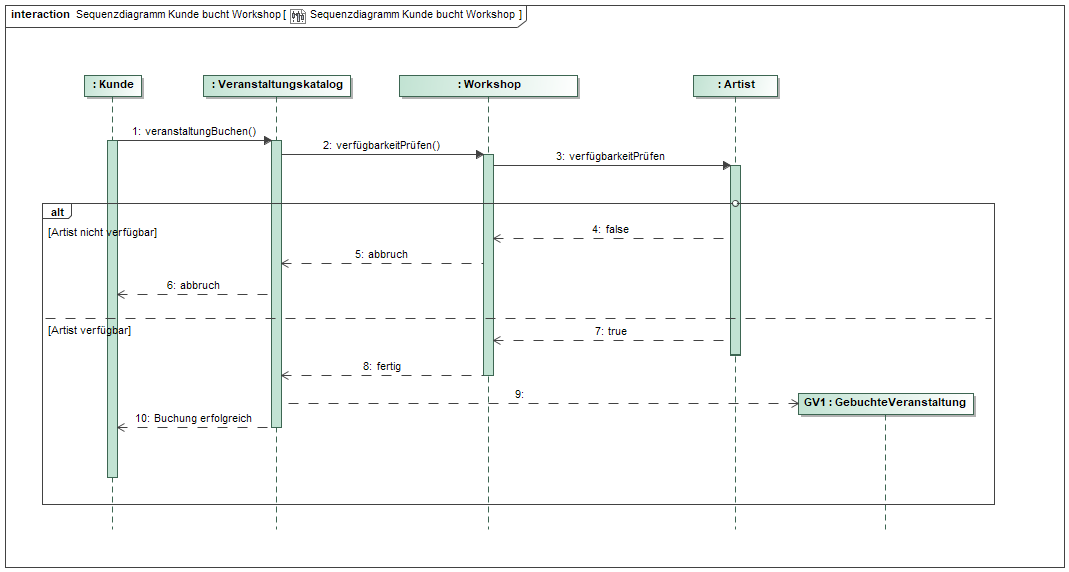 interaction Sequenzdiagramm Kunde bucht Workshop [ Sequenzdiagramm Kunde bucht Workshop ]
: Kunde
: Veranstaltungskatalog
: Workshop
: Artist
1: veranstaltungBuchen()
2: verfügbarkeitPrüfen()
3: verfügbarkeitPrüfen
alt
[Artist nicht verfügbar]
4: false
5: abbruch
6: abbruch
[Artist verfügbar]
7: true
8: fertig
9:
GV1 : GebuchteVeranstaltung
10: Buchung erfolgreich